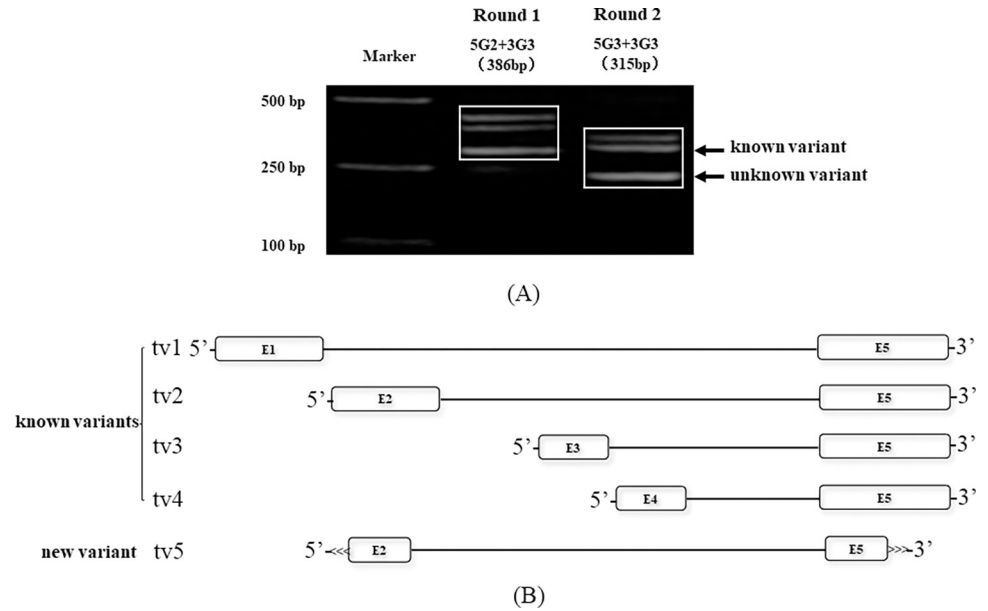 Round 1
Round 2
Marker
5G2+3G3
(386bp)
5G3+3G3
(315bp)
500 bp
250 bp
100 bp
known variant
unknown variant
(A)
known variants
tv1 5’ E1 E5 3’
tv2 5’ E2 E5 3’
tv3 5’ E3 E5 3’
tv4 5’ E4 E5 3’
new variant tv5 5’ <<< E2 E5 >>> 3’
(B)